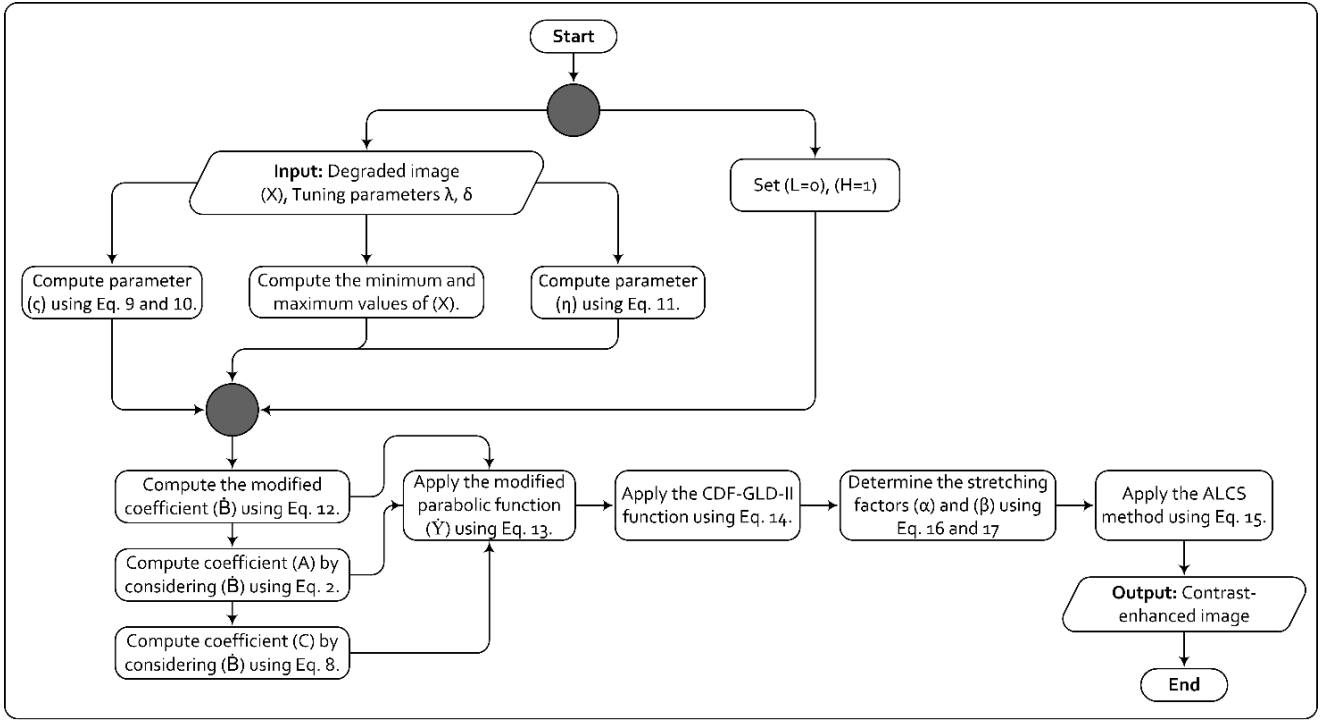 Start
Input: Degraded image
(X), Tuning parameters λ, δ
Set (L=0), (H=1)
Compute parameter
(ς) using Eq. 9 and 10.
Compute the minimum and
maximum values of (X).
Compute parameter
(η) using Eq. 11.
Compute the modified
coefficient (Ḃ) using Eq. 12.
Compute coefficient (A) by
considering (Ḃ) using Eq. 2.
Compute coefficient (C) by
considering (Ḃ) using Eq. 8.
Apply the modified
parabolic function
(Ẏ) using Eq. 13.
Apply the CDF-GLD-II
function using Eq. 14.
Determine the stretching
factors (α) and (β) using
Eq. 16 and 17
Apply the ALCS
method using Eq. 15.
Output: Contrast-
enhanced image
End